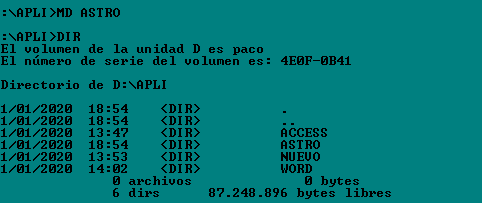 :\APLI>MD ASTRO
:\APLI>DIR
El volumen de la unidad D es paco
El número de serie del volumen es: 4E0F-0B41
Directorio de D:\APLI
1/01/2020 18:54 <DIR> .
1/01/2020 18:54 <DIR> ..
1/01/2020 13:47 <DIR> ACCESS
1/01/2020 18:54 <DIR> ASTRO
1/01/2020 13:53 <DIR> NUEVO
1/01/2020 14:02 <DIR> WORD
0 archivos 0 bytes
6 dirs 87.248.896 bytes libres